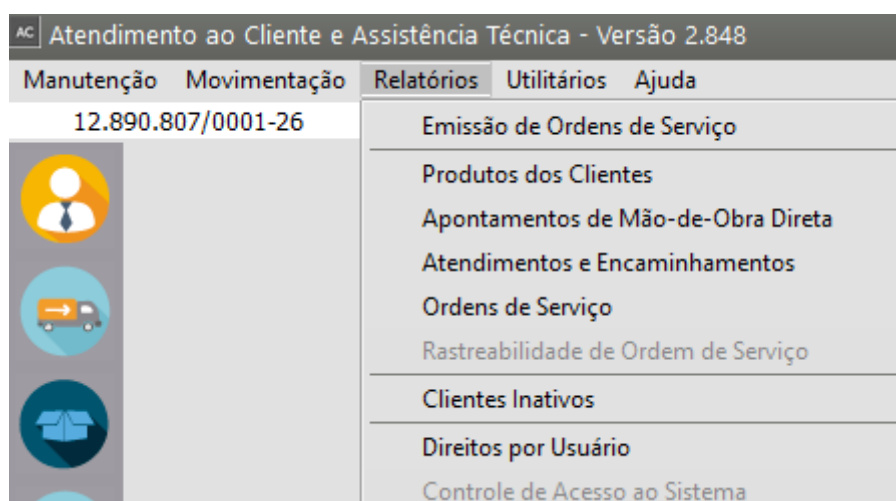 AC Atendimento ao Cliente e Assistência Técnica - Versão 2.848
Manutenção Movimentação Relatórios Utilitários Ajuda
12.890.807/0001-26
Emissão de Ordens de Serviço
Produtos dos Clientes
Apontamentos de Mão-de-Obra Direta
Atendimentos e Encaminhamentos
Ordens de Serviço
Rastreabilidade de Ordem de Serviço
Clientes Inativos
Direitos por Usuário
Controle de Acesso ao Sistema